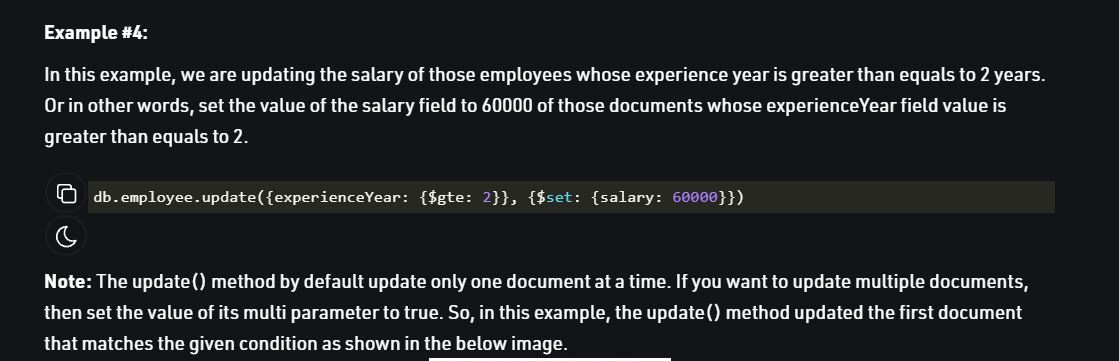 Example #4:
In this example, we are updating the salary of those employees whose experience year is greater than equals to 2 years.
Or in other words, set the value of the salary field to 60000 of those documents whose experienceYear field value is
greater than equals to 2.
db.employee.update({experienceYear: {$gte: 2}}, {$set: {salary: 60000}})
Note: The update() method by default update only one document at a time. If you want to update multiple documents,
then set the value of its multi parameter to true. So, in this example, the update() method updated the first document
that matches the given condition as shown in the below image.